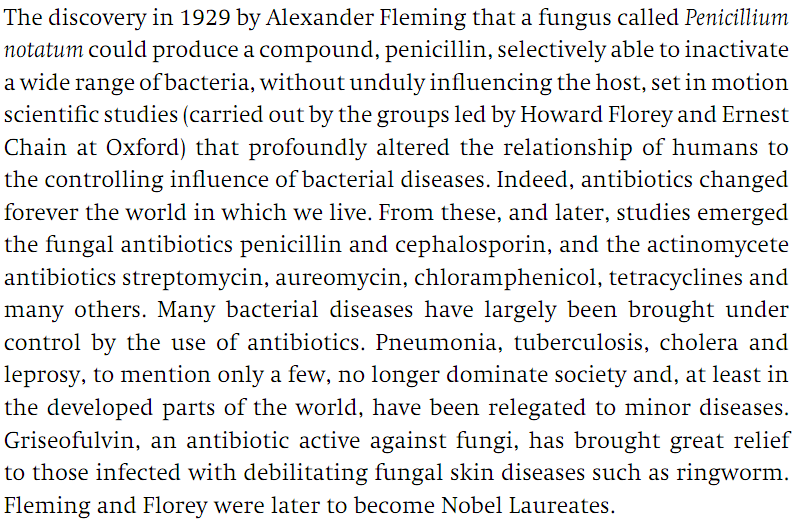 The discovery in 1929 by Alexander Fleming that a fungus called Penicillium
notatum could produce a compound, penicillin, selectively able to inactivate
a wide range of bacteria, without unduly influencing the host, set in motion
scientific studies (carried out by the groups led by Howard Florey and Ernest
Chain at Oxford) that profoundly altered the relationship of humans to
the controlling influence of bacterial diseases. Indeed, antibiotics changed
forever the world in which we live. From these, and later, studies emerged
the fungal antibiotics penicillin and cephalosporin, and the actinomycete
antibiotics streptomycin, aureomycin, chloramphenicol, tetracyclines and
many others. Many bacterial diseases have largely been brought under
control by the use of antibiotics. Pneumonia, tuberculosis, cholera and
leprosy, to mention only a few, no longer dominate society and, at least in
the developed parts of the world, have been relegated to minor diseases.
Griseofulvin, an antibiotic active against fungi, has brought great relief
to those infected with debilitating fungal skin diseases such as ringworm.
Fleming and Florey were later to become Nobel Laureates.